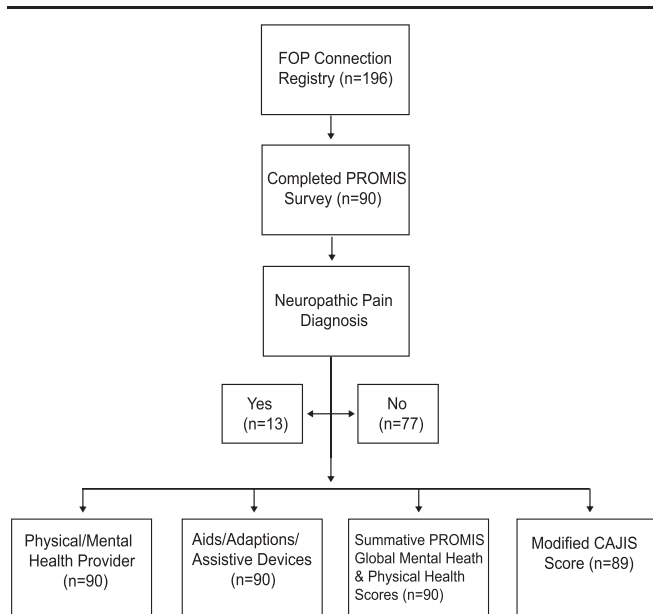 FOP Connection
Registry (n=196)
Completed PROMIS
Survey (n=90)
Neuropathic Pain
Diagnosis
Yes
(n=13)
No
(n=77)
Physical/Mental
Health Provider
(n=90)
Aids/Adaptions/
Assistive Devices
(n=90)
Summative PROMIS
Global Mental Heath
& Physical Health
Scores (n=90)
Modified CAJIS
Score (n=89)